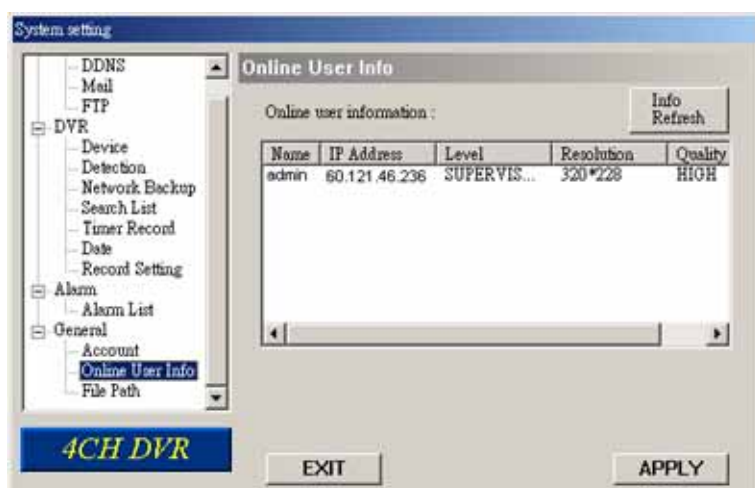 System setting
DDNS
Mail
FTP
DVR
Device
Detection
Network Backup
Search List
Timer Record
Date
Record Setting
Alarm
Alarm List
General
Account
Online User Info
File Path
4CH DVR
Online User Info
Online user information :
Info
Refresh
Name IP Address Level Resolution Quality
admin 60.121.46.236 SUPERVIS... 320*228 HIGH
EXIT
APPLY